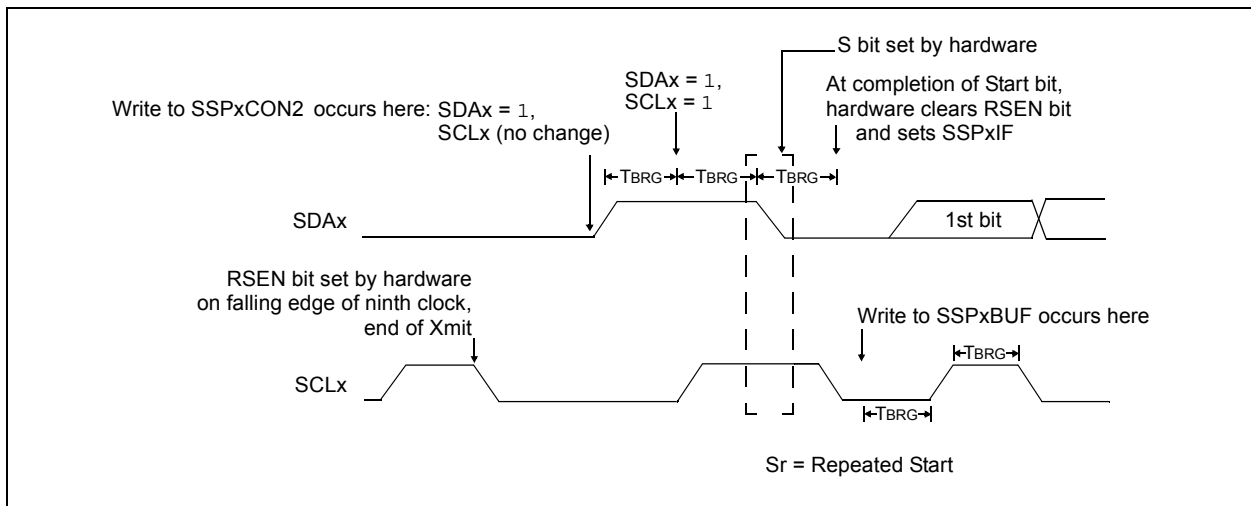 S bit set by hardware
SDAx = 1,
SCLx = 1
At completion of Start bit,
hardware clears RSEN bit
and sets SSPxIF
Write to SSPxCON2 occurs here: SDAx = 1,
SCLx (no change)
TBRG
TBRG
TBRG
SDAx
1st bit
RSEN bit set by hardware
on falling edge of ninth clock,
end of Xmit
Write to SSPxBUF occurs here
TBRG
SCLx
TBRG
Sr = Repeated Start